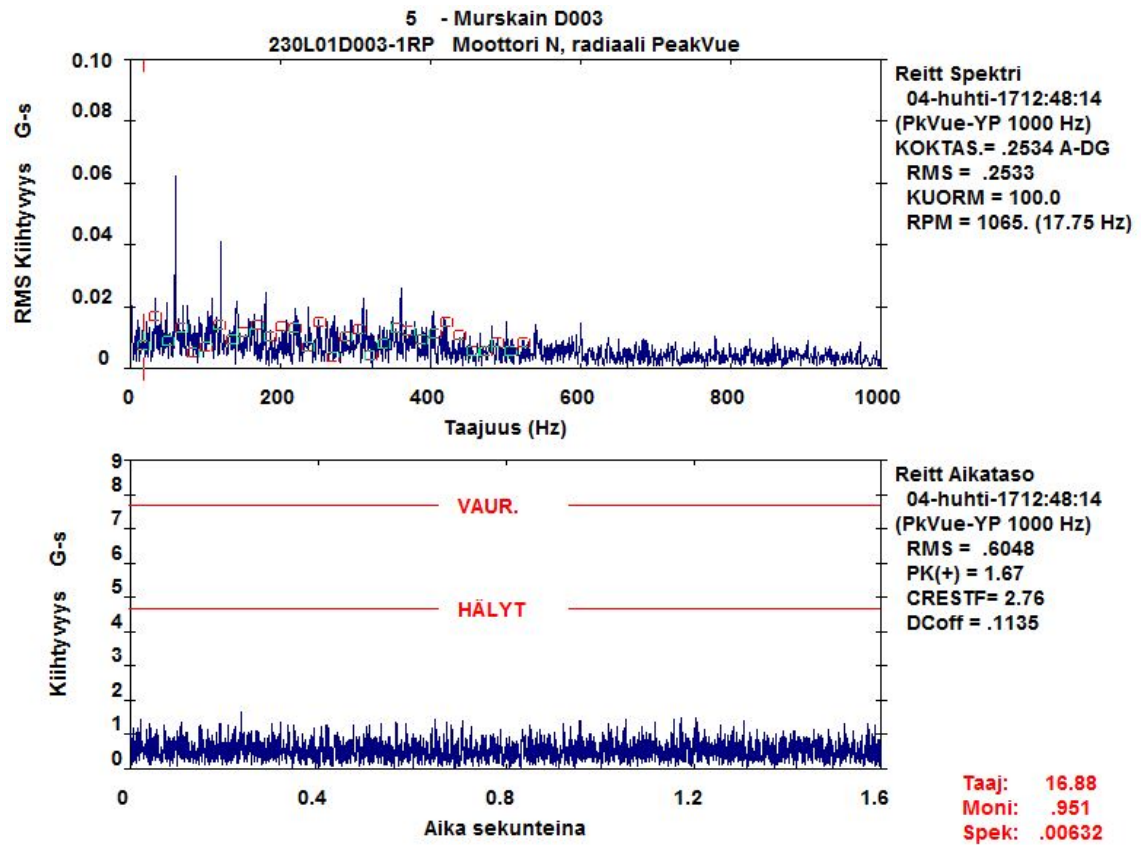 5 - Murskain D003
230L01D003-1RP Moottori N, radiaali PeakVue
RMS Kiihtyvyys G-s
0.10
0.08
0.06
0.04
0.02
0
0 200 400 600 800 1000
Taajuus (Hz)
Reitt Spektri
04-huhti-1712:48:14
(PkVue-YP 1000 Hz)
KOKTAS.= .2534 A-DG
RMS = .2533
KUORM = 100.0
RPM = 1065. (17.75 Hz)
Kiihtyvyys G-s
9
8
7
6
5
4
3
2
1
0
VAUR.
HÄLYT
0 0.4 0.8 1.2 1.6
Aika sekunteina
Reitt Aikataso
04-huhti-1712:48:14
(PkVue-YP 1000 Hz)
RMS = .6048
PK(+) = 1.67
CRESTF= 2.76
DCoff = .1135
Taaj: 16.88
Moni: .951
Spek: .00632